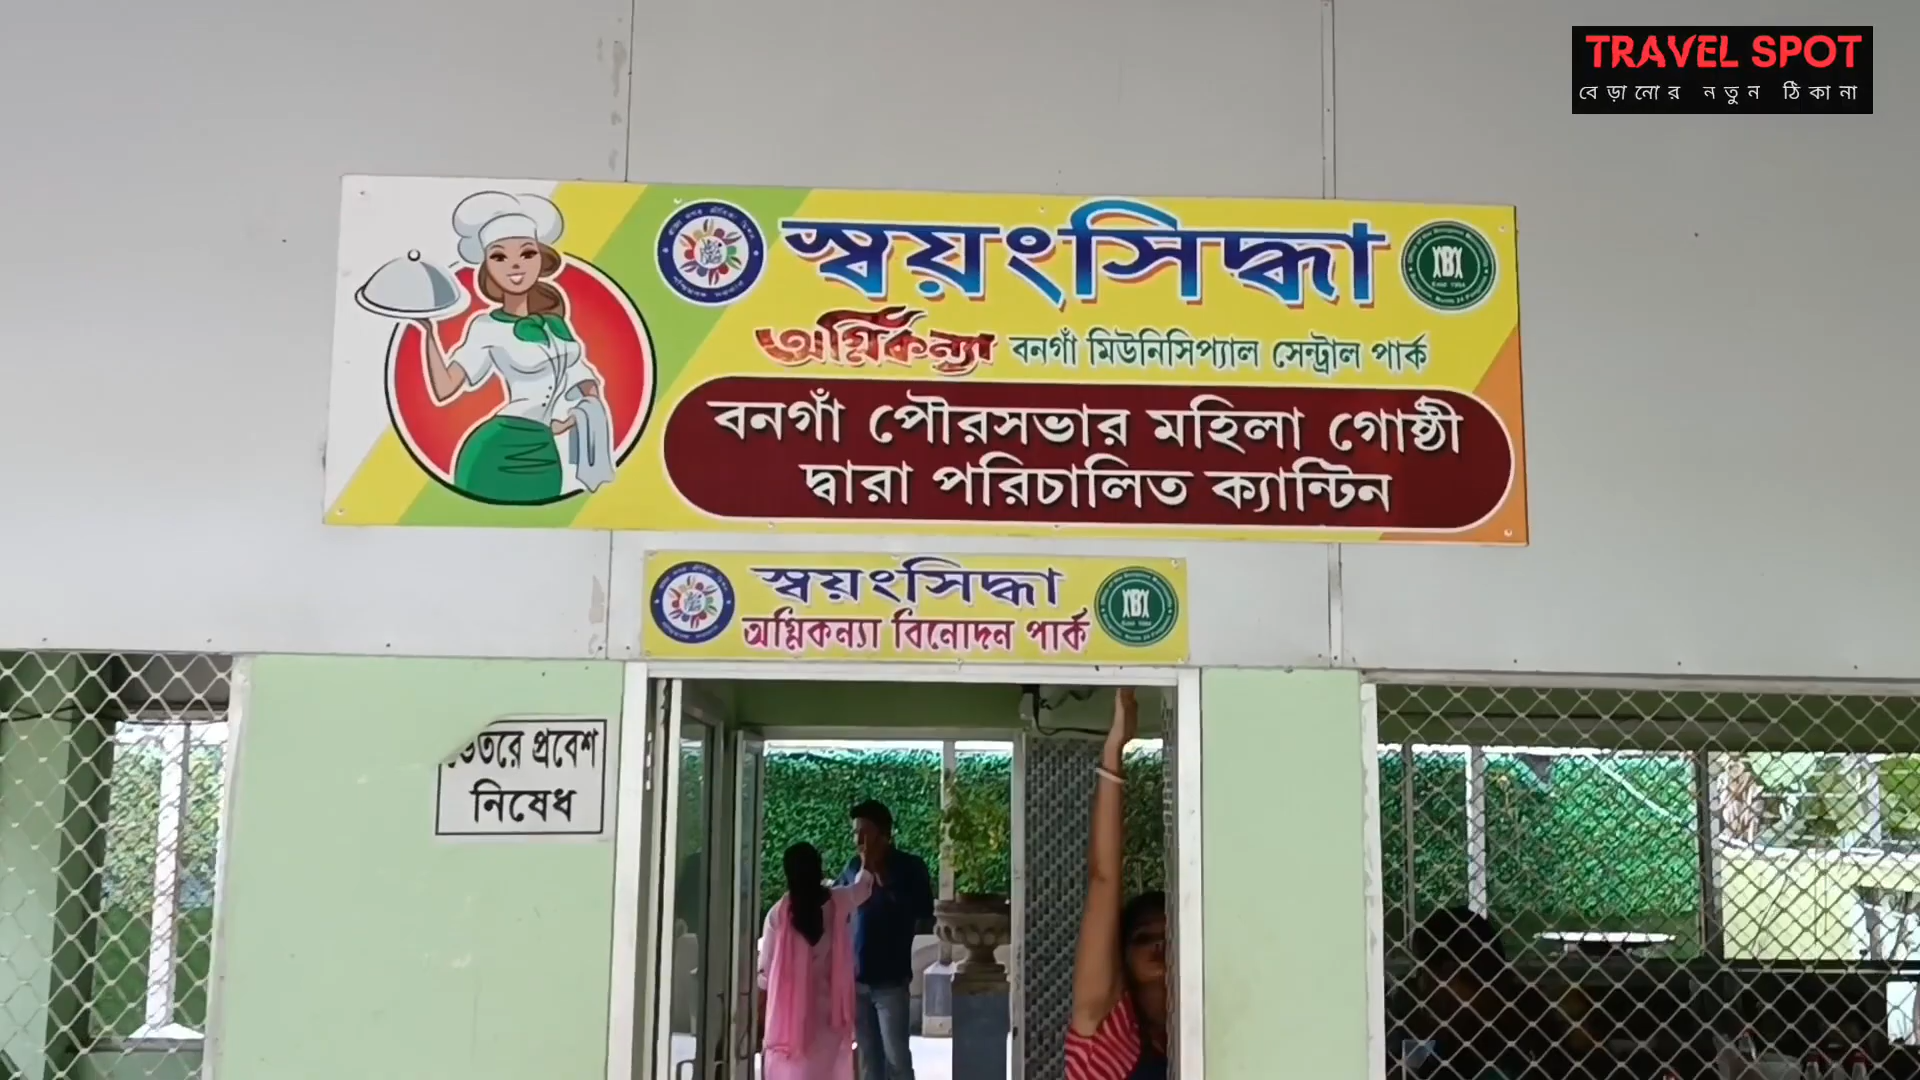 TRAVEL SPOT
বেড়ানোর নতুন ঠিকানা
স্বয়ংসিদ্ধা
অগ্নিকন্যা বনগাঁ মিউনিসিপ্যাল সেন্ট্রাল পার্ক
বনগাঁ পৌরসভার মহিলা গোষ্ঠী
দ্বারা পরিচালিত ক্যান্টিন
স্বয়ংসিদ্ধা
অগ্নিকন্যা বিনোদন পার্ক
প্রবেশ
নিষেধ